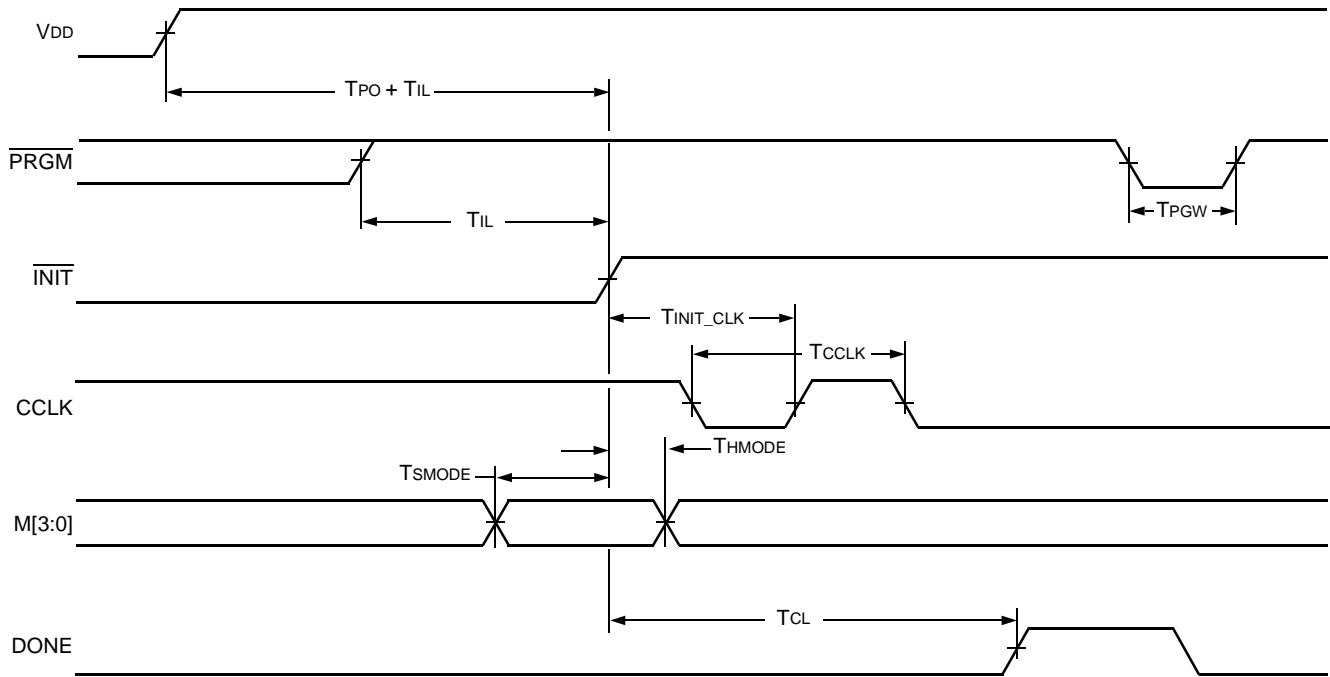 VDD
TPO + TIL
PRGM
TIL
TPGW
INIT
TINIT_CLK
TCCLK
CCLK
THMODE
TSMODE
M[3:0]
TCL
DONE